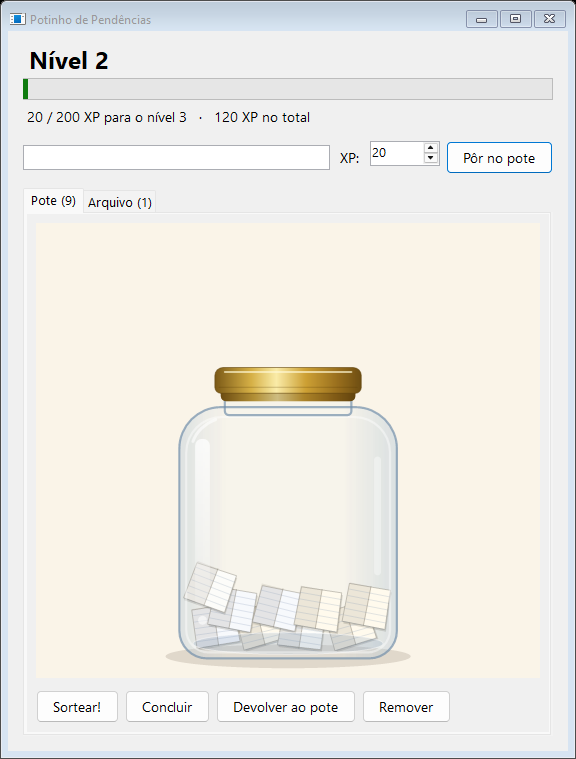 Potinho de Pendências
Nível 2
20 / 200 XP para o nível 3 · 120 XP no total
XP: 20 Pôr no pote
Pote (9) Arquivo (1)
Sortear! Concluir Devolver ao pote Remover